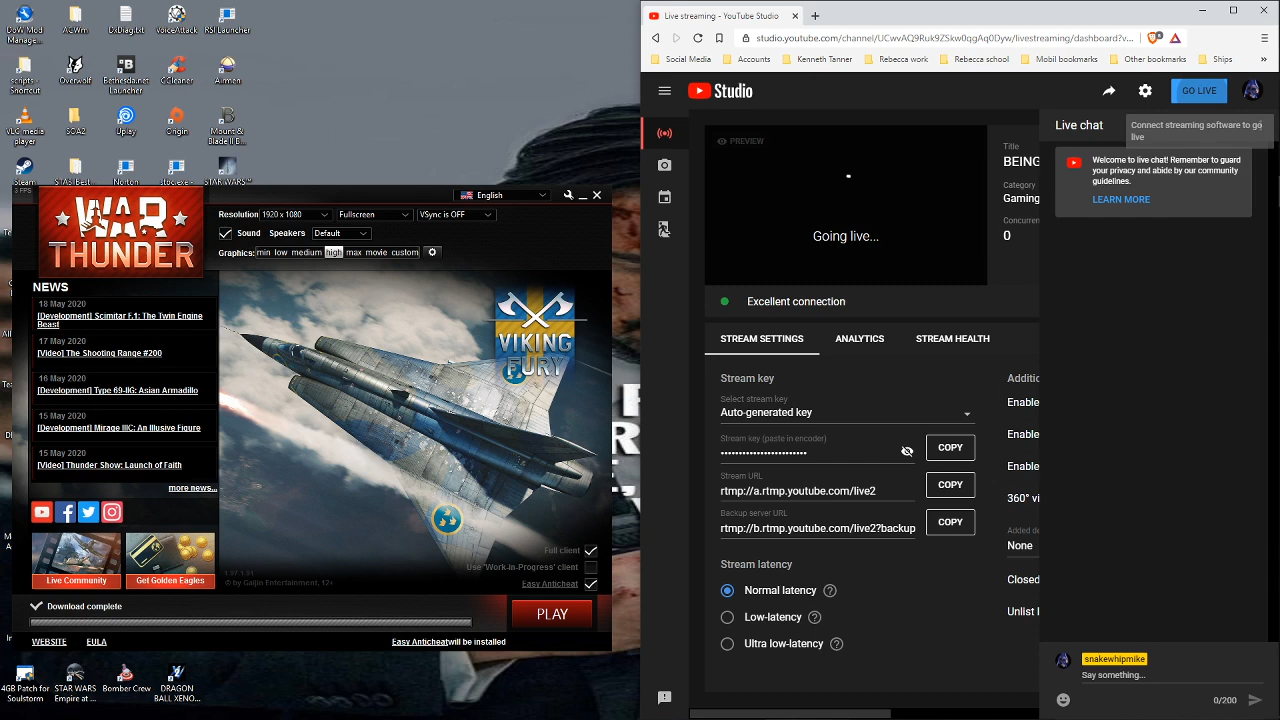 DoW Mod
Manage...
AcWrn
DxDiag.txt
VoiceAttack
RSI Launcher
scripts -
Shortcut
Overwolf
Bethesda.net
Launcher
CCleaner
Airmen
VLC media
player
SOA2
Uplay
Origin
Mount &
Blade II B...
Steam
STAJ Best
Norton
STAR WARS™
3 FPS
WAR
THUNDER
English
Resolution
1920 x 1080
Fullscreen
VSync is OFF
Sound
Speakers
Default
Graphics:
min low medium high max movie custom
NEWS
18 May 2020
[Development] Scimitar F.1: The Twin Engine
Beast
17 May 2020
[Video] The Shooting Range #200
16 May 2020
[Development] Type 69-IIG: Asian Armadillo
15 May 2020
[Development] Mirage IIIC: An Illusive Figure
15 May 2020
[Video] Thunder Show: Launch of Faith
more news...
VIKING
FURY
Live Community
Get Golden Eagles
Full client
Use 'Work-in-Progress' client
Easy Anticheat
© by Gaijin Entertainment, 12+
Download complete
PLAY
WEBSITE
EULA
Easy Anticheat will be installed
4GB Patch for
Soulstorm
STAR WARS
Empire at ...
Bomber Crew
DRAGON
BALL XENO...
Live streaming - YouTube Studio
studio.youtube.com/channel/UCwvAQ9Ruk9ZSkw0qgAq0Dyw/livestreaming/dashboard?v...
Social Media
Accounts
Kenneth Tanner
Rebecca work
Rebecca school
Mobil bookmarks
Other bookmarks
Ships
Studio
GO LIVE
PREVIEW
Going live...
Title
BEING
Category
Gaming
Concurren
0
Live chat
Connect streaming software to go
live
Welcome to live chat! Remember to guard
your privacy and abide by our community
guidelines.
LEARN MORE
Excellent connection
STREAM SETTINGS
ANALYTICS
STREAM HEALTH
Stream key
Select stream key
Auto-generated key
Stream key (paste in encoder)
COPY
Stream URL
rtmp://a.rtmp.youtube.com/live2
COPY
Backup server URL
rtmp://b.rtmp.youtube.com/live2?backup
COPY
Stream latency
Normal latency
Low-latency
Ultra low-latency
Additio
Enable
Enable
Enable
360° vi
Added de
None
Closed
Unlist l
snakewhipmike
Say something...
0/200